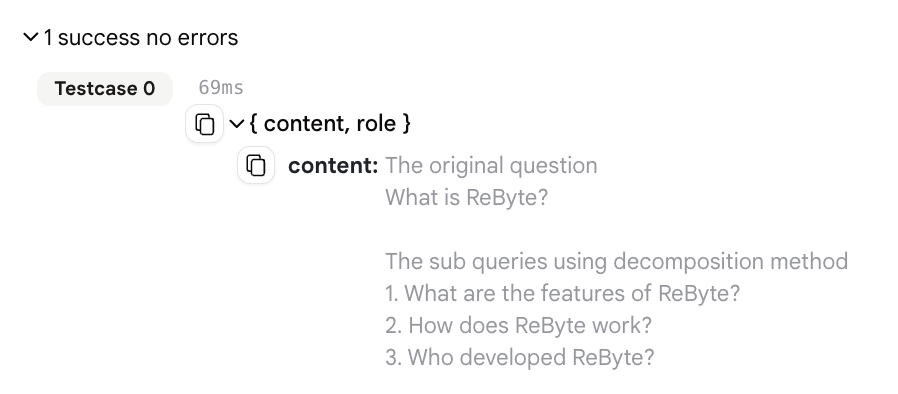 1 success no errors
Testcase 0 69ms
{ content, role }
content: The original question
What is ReByte?
The sub queries using decomposition method
1. What are the features of ReByte?
2. How does ReByte work?
3. Who developed ReByte?